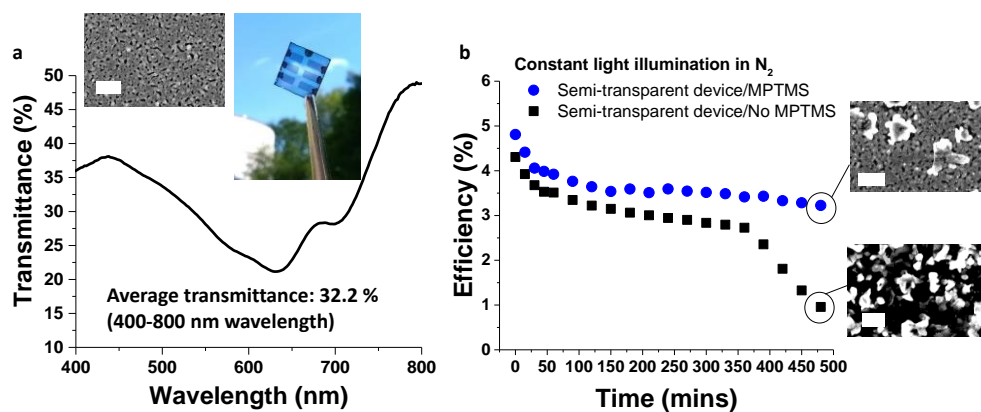 a
Transmittance (%)
50
45
40
35
30
25
20
15
10
Average transmittance: 32.2 %
(400-800 nm wavelength)
400 500 600 700 800
Wavelength (nm)
b
Constant light illumination in N₂
Semi-transparent device/MPTMS
Semi-transparent device/No MPTMS
Efficiency (%)
6
5
4
3
2
1
0
0 50 100 150 200 250 300 350 400 450 500
Time (mins)